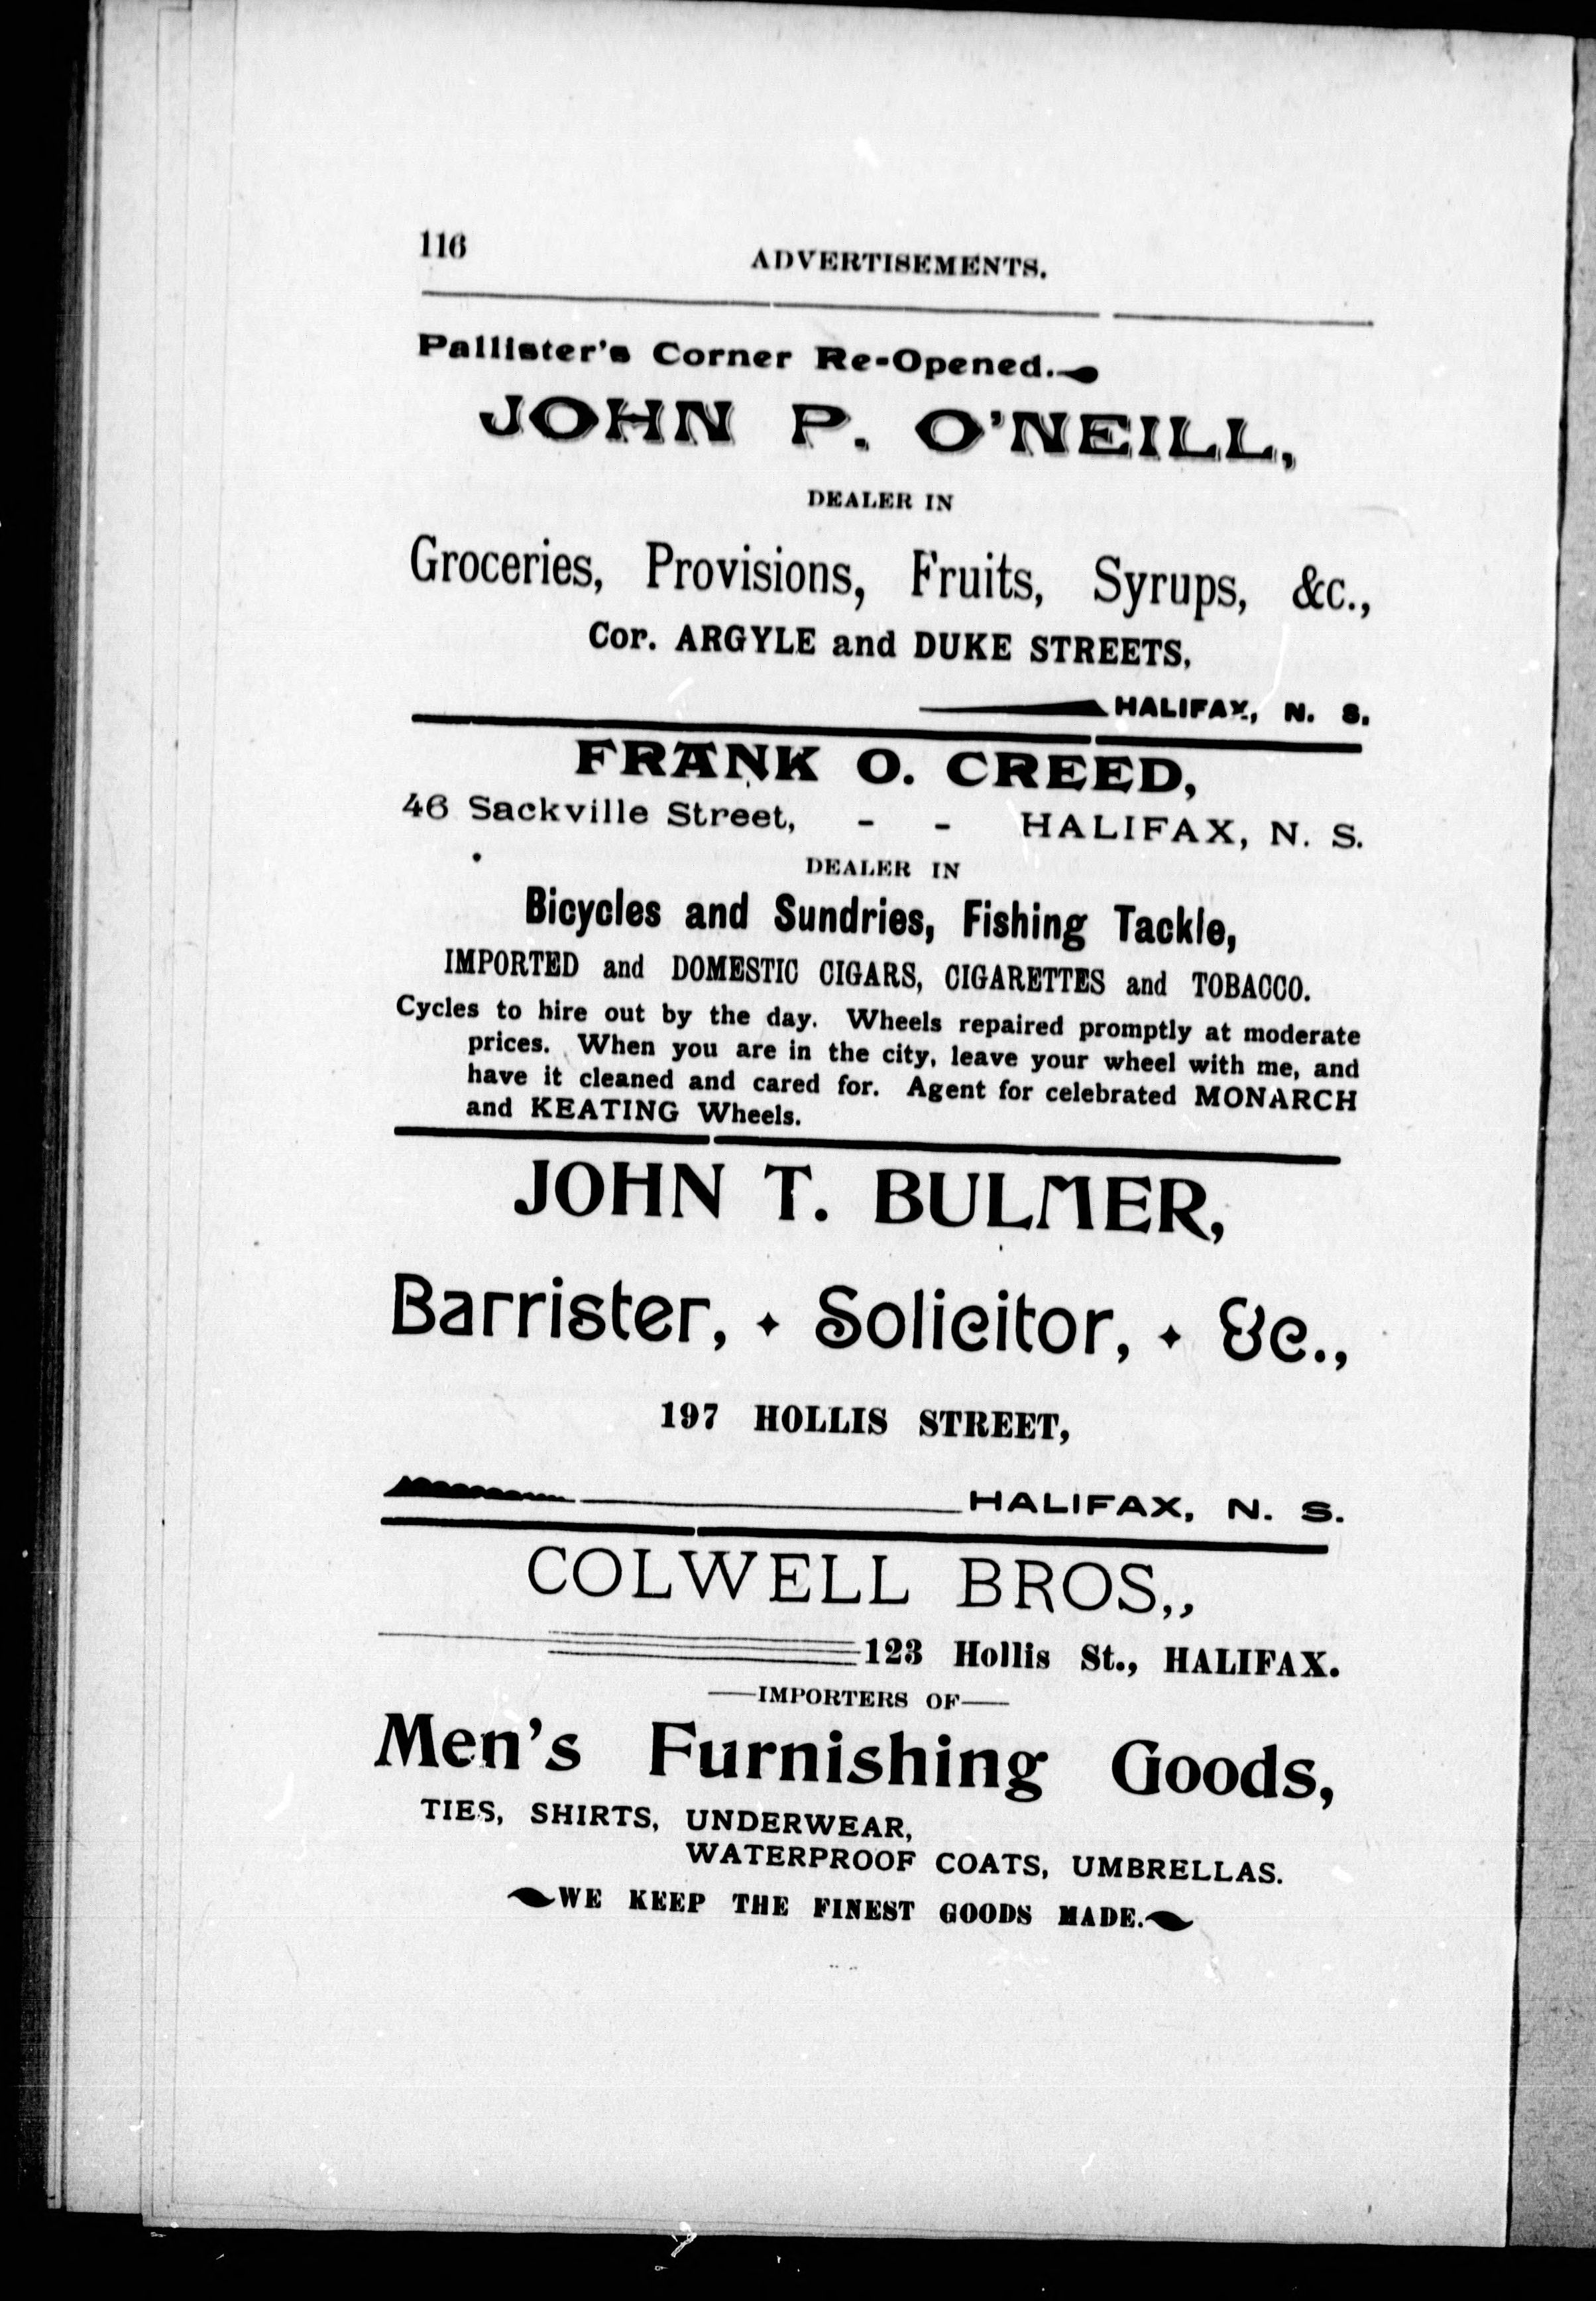 116
ADVERTISEMENTS.
Pallister's Corner Re-Opened.
JOHN P. O'NEILL,
DEALER IN
Groceries, Provisions, Fruits, Syrups, &c.,
Cor. ARGYLE and DUKE STREETS,
HALIFAX, N. S.
FRANK O. CREED,
46 Sackville Street, - - HALIFAX, N. S.
DEALER IN
Bicycles and Sundries, Fishing Tackle,
IMPORTED and DOMESTIC CIGARS, CIGARETTES and TOBACCO.
Cycles to hire out by the day. Wheels repaired promptly at moderate
prices. When you are in the city, leave your wheel with me, and
have it cleaned and cared for. Agent for celebrated MONARCH
and KEATING Wheels.
JOHN T. BULMER,
Barrister, ✦ Solicitor, ✦ &c.,
197 HOLLIS STREET,
HALIFAX, N. S.
COLWELL BROS.,,
123 Hollis St., HALIFAX.
—IMPORTERS OF—
Men's Furnishing Goods,
TIES, SHIRTS, UNDERWEAR,
WATERPROOF COATS, UMBRELLAS.
WE KEEP THE FINEST GOODS MADE.